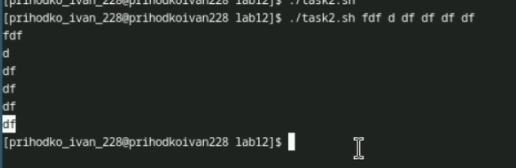 [prihodko_ivan_228@prihodkoivan228 lab12]$ ./task2.sh
[prihodko_ivan_228@prihodkoivan228 lab12]$ ./task2.sh fdf d df df df df
fdf
d
df
df
df
df
[prihodko_ivan_228@prihodkoivan228 lab12]$